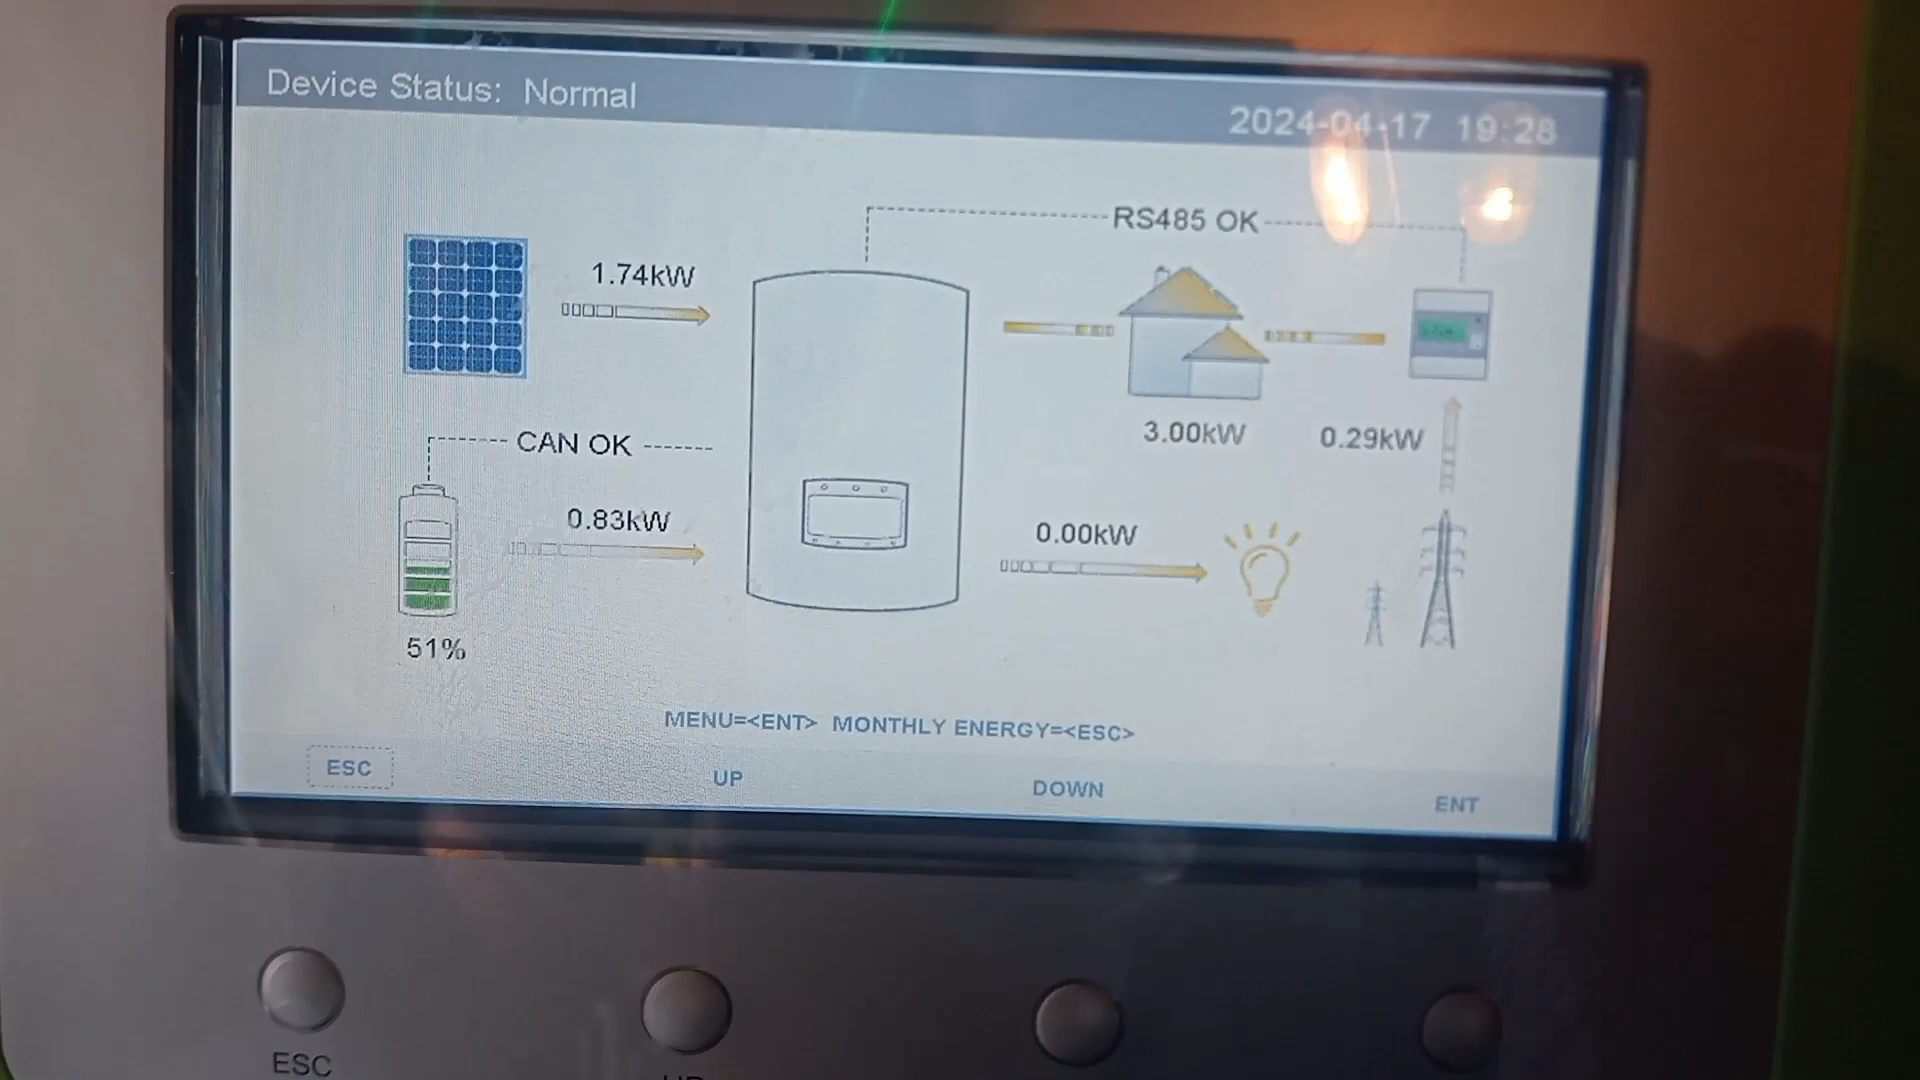 Device Status: Normal
2024-04-17 19:28
RS485 OK
1.74kW
3.00kW
0.29kW
CAN OK
0.83kW
0.00kW
51%
MENU=<ENT> MONTHLY ENERGY=<ESC>
ESC UP DOWN ENT
ESC